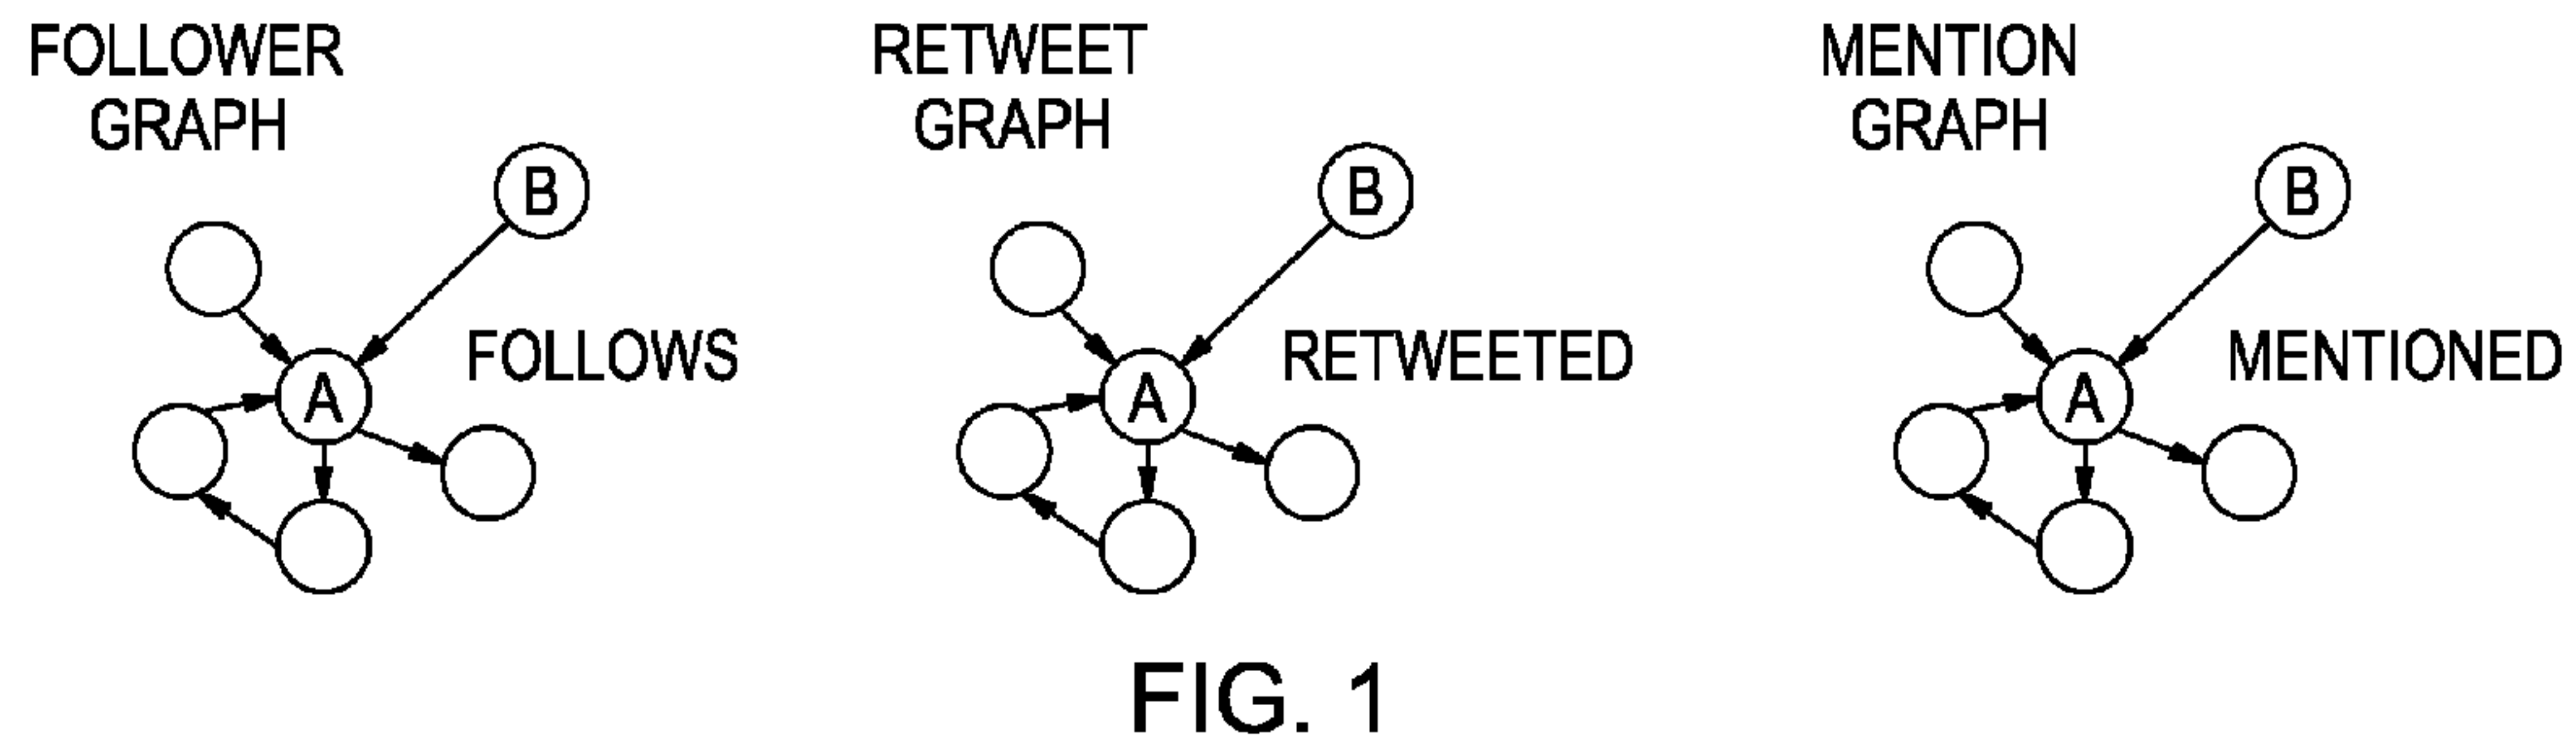 FOLLOWER
GRAPH
B
FOLLOWS
A
RETWEET
GRAPH
B
RETWEETED
A
MENTION
GRAPH
B
MENTIONED
A
FIG. 1